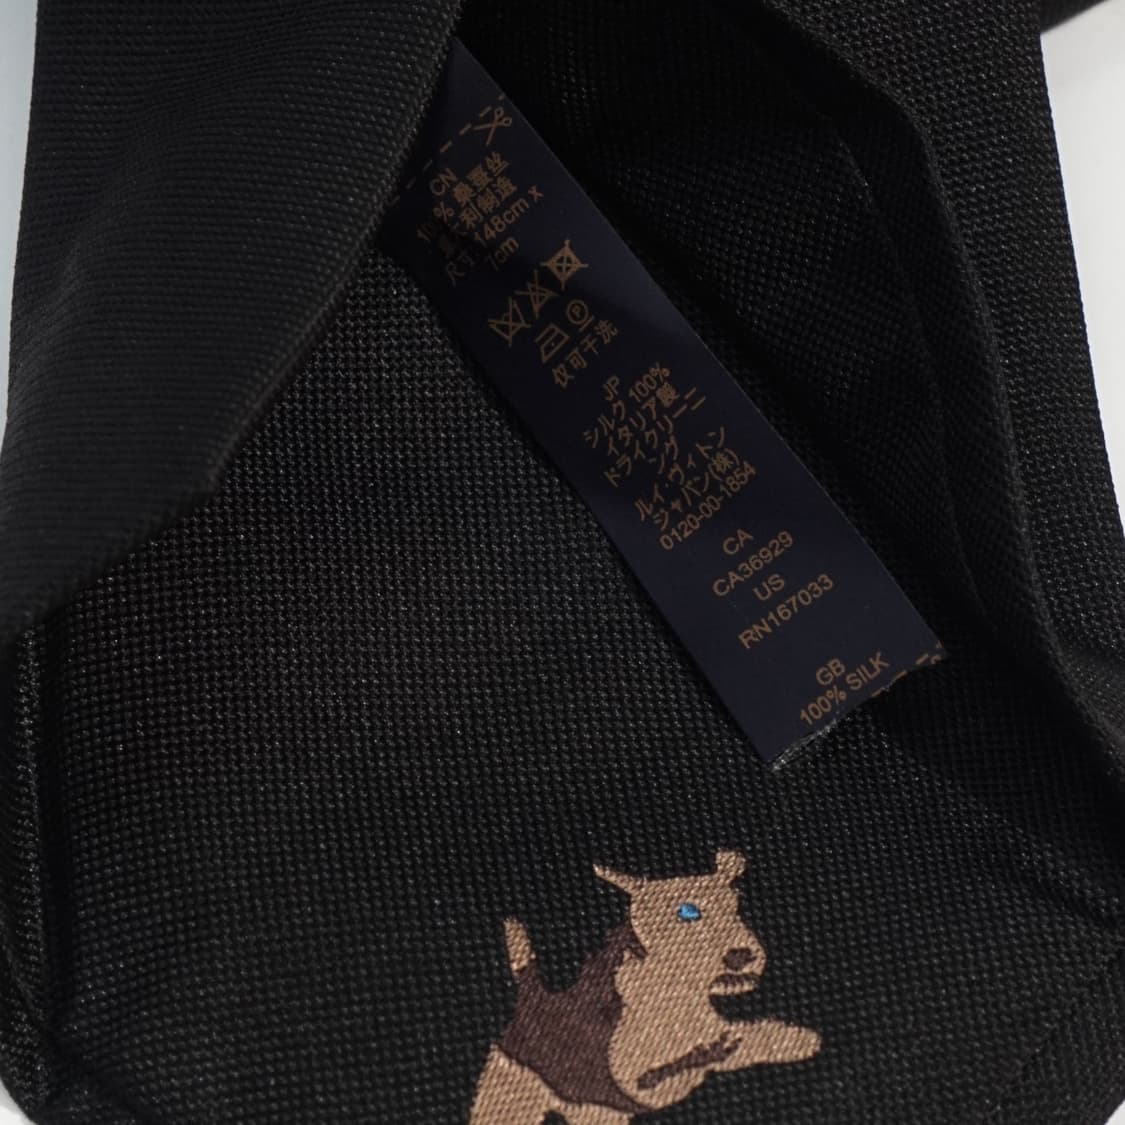 CN
100% 桑蚕丝
意大利制造
尺寸 148cm x
7cm
仅可干洗
JP
シルク 100%
イタリア製
ドライクリーニ
ング
ルイ・ヴィトン
ジャパン(株)
0120-00-1854
CA
CA36929
US
RN167033
GB
100% SILK